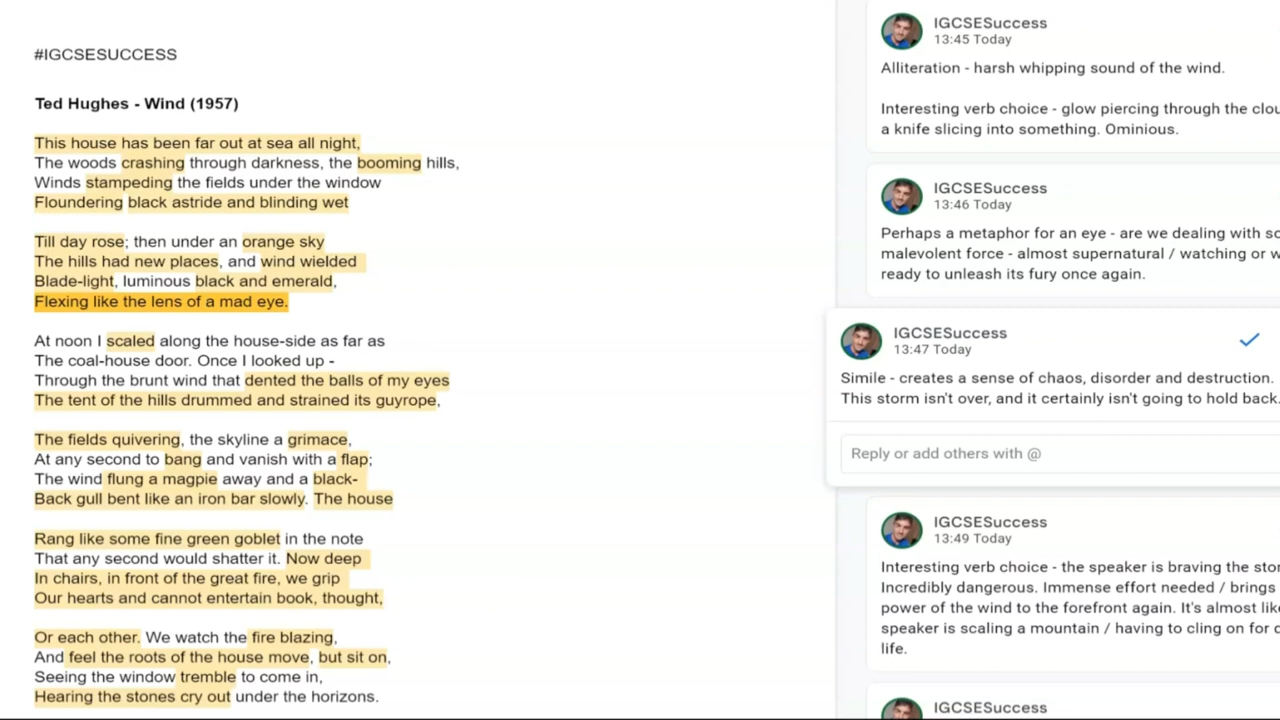 #IGCSESUCCESS
Ted Hughes - Wind (1957)
This house has been far out at sea all night,
The woods crashing through darkness, the booming hills,
Winds stampeding the fields under the window
Floundering black astride and blinding wet
Till day rose; then under an orange sky
The hills had new places, and wind wielded
Blade-light, luminous black and emerald,
Flexing like the lens of a mad eye.
At noon I scaled along the house-side as far as
The coal-house door. Once I looked up -
Through the brunt wind that dented the balls of my eyes
The tent of the hills drummed and strained its guyrope,
The fields quivering, the skyline a grimace,
At any second to bang and vanish with a flap;
The wind flung a magpie away and a black-
Back gull bent like an iron bar slowly. The house
Rang like some fine green goblet in the note
That any second would shatter it. Now deep
In chairs, in front of the great fire, we grip
Our hearts and cannot entertain book, thought,
Or each other. We watch the fire blazing,
And feel the roots of the house move, but sit on,
Seeing the window tremble to come in,
Hearing the stones cry out under the horizons.
IGCSESuccess
13:45 Today
Alliteration - harsh whipping sound of the wind.
Interesting verb choice - glow piercing through the clou
a knife slicing into something. Ominious.
IGCSESuccess
13:46 Today
Perhaps a metaphor for an eye - are we dealing with so
malevolent force - almost supernatural / watching or w
ready to unleash its fury once again.
IGCSESuccess
13:47 Today
Simile - creates a sense of chaos, disorder and destruction.
This storm isn't over, and it certainly isn't going to hold back.
Reply or add others with @
IGCSESuccess
13:49 Today
Interesting verb choice - the speaker is braving the stor
Incredibly dangerous. Immense effort needed / brings
power of the wind to the forefront again. It's almost lik
speaker is scaling a mountain / having to cling on for d
life.
IGCSESuccess